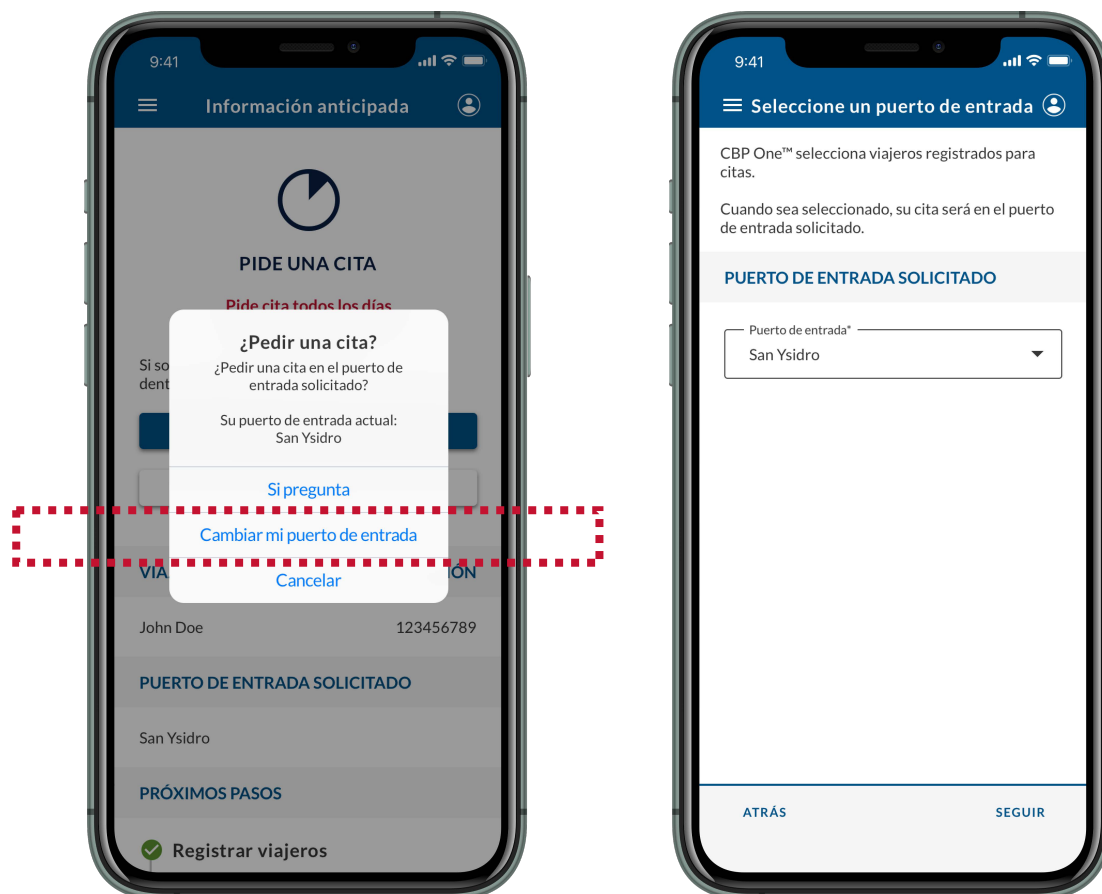 9:41
Información anticipada
PIDE UNA CITA
Pide cita todos los días
Si so
dent
¿Pedir una cita?
¿Pedir una cita en el puerto de
entrada solicitado?
Su puerto de entrada actual:
San Ysidro
Si pregunta
Cambiar mi puerto de entrada
Cancelar
VIA
IÓN
John Doe 123456789
PUERTO DE ENTRADA SOLICITADO
San Ysidro
PRÓXIMOS PASOS
Registrar viajeros
9:41
Seleccione un puerto de entrada
CBP One™ selecciona viajeros registrados para
citas.
Cuando sea seleccionado, su cita será en el puerto
de entrada solicitado.
PUERTO DE ENTRADA SOLICITADO
Puerto de entrada*
San Ysidro
ATRÁS SEGUIR